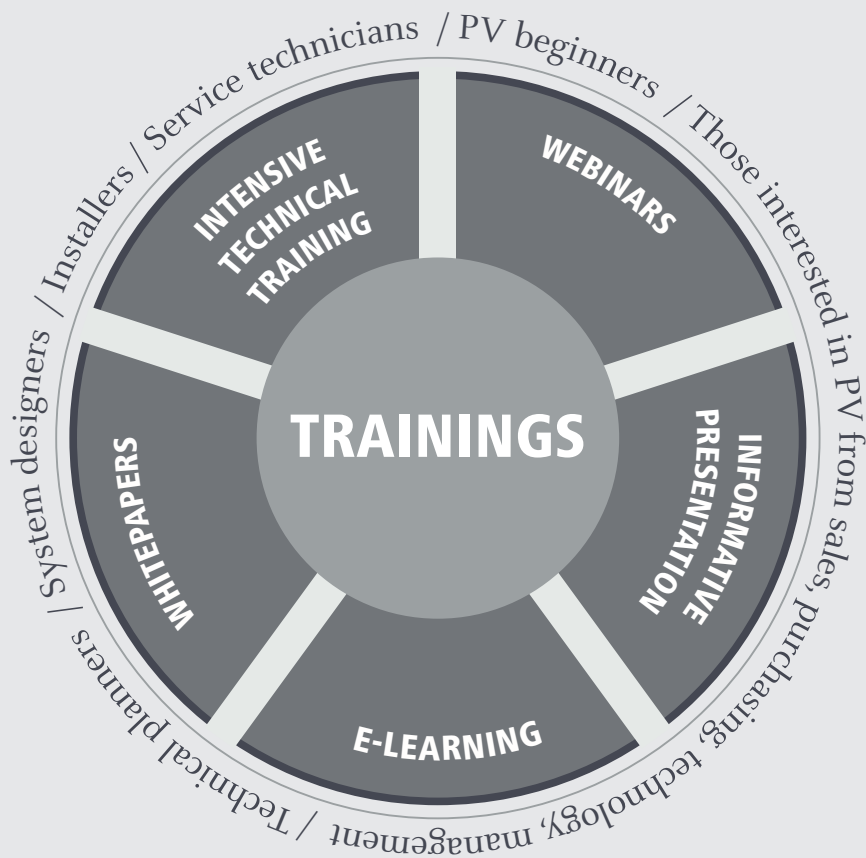 / PV beginners / Those interested in PV from sales, purchasing, technology, management / Technical planners / System designers / Installers / Service technicians
WEBINARS
INFORMATIVE
PRESENTATION
E-LEARNING
WHITEPAPERS
INTENSIVE
TECHNICAL
TRAINING
TRAININGS